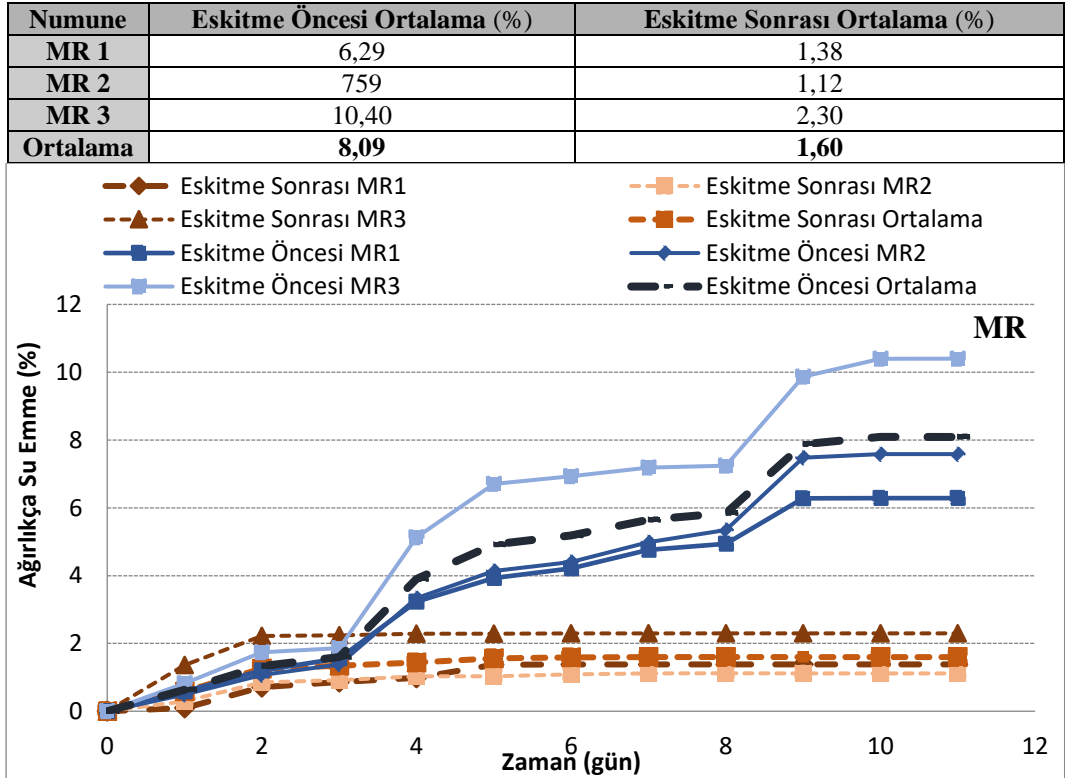 Numune Eskitme Öncesi Ortalama (%) Eskitme Sonrası Ortalama (%)
MR 1 6,29 1,38
MR 2 759 1,12
MR 3 10,40 2,30
Ortalama 8,09 1,60
Eskitme Sonrası MR1 Eskitme Sonrası MR2
Eskitme Sonrası MR3 Eskitme Sonrası Ortalama
Eskitme Öncesi MR1 Eskitme Öncesi MR2
Eskitme Öncesi MR3 Eskitme Öncesi Ortalama
MR
Ağırlıkça Su Emme (%)
12
10
8
6
4
2
0
0 2 4 6 8 10 12
Zaman (gün)